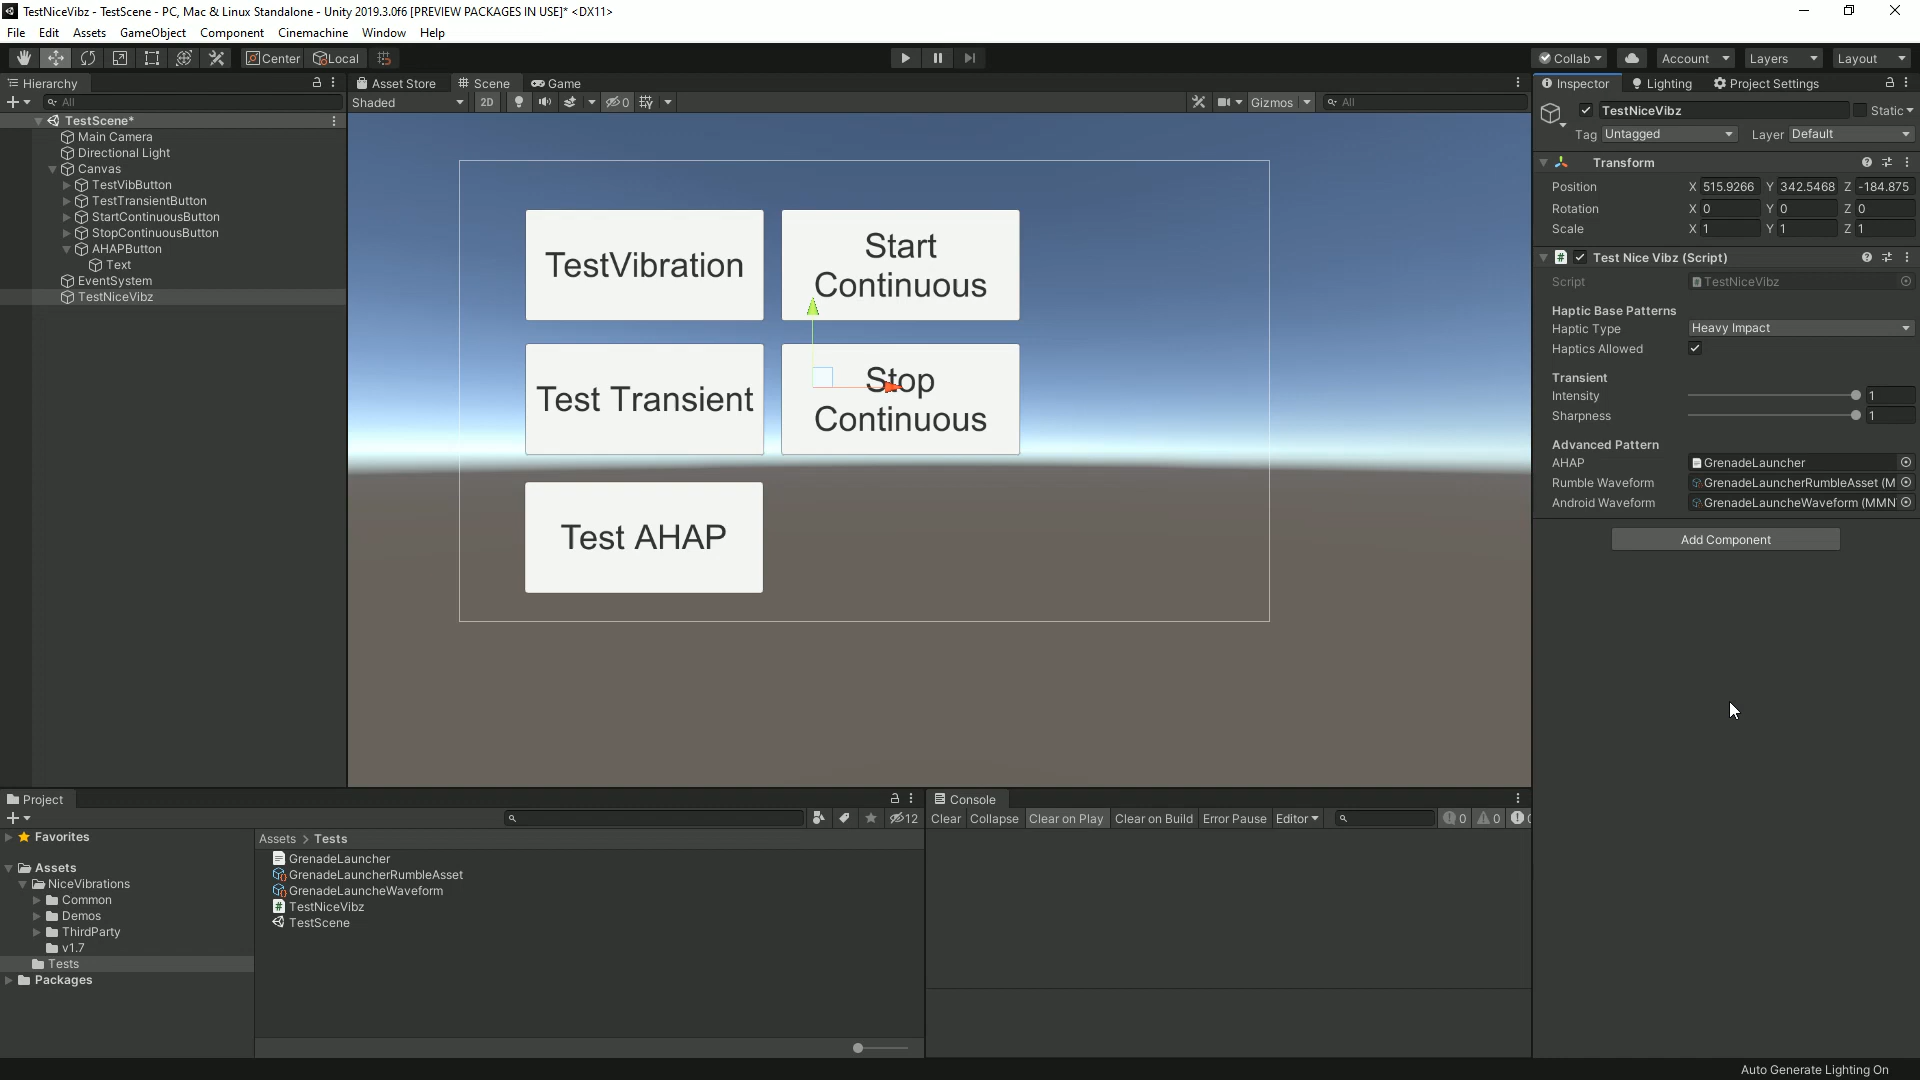 TestNiceVibz - TestScene - PC, Mac & Linux Standalone - Unity 2019.3.0f6 [PREVIEW PACKAGES IN USE]* <DX11>
File Edit Assets GameObject Component Cinemachine Window Help
Center Local Collab Account Layers Layout
Hierarchy
All
TestScene*
Main Camera
Directional Light
Canvas
TestVibButton
TestTransientButton
StartContinuousButton
StopContinuousButton
AHAPButton
Text
EventSystem
TestNiceVibz
Asset Store Scene Game
Shaded 2D 0 Gizmos All
TestVibration
Start
Continuous
Test Transient
Stop
Continuous
Test AHAP
Inspector Lighting Project Settings
TestNiceVibz Static
Tag Untagged Layer Default
Transform
Position X 515.9266 Y 342.5468 Z -184.875
Rotation X 0 Y 0 Z 0
Scale X 1 Y 1 Z 1
Test Nice Vibz (Script)
Script TestNiceVibz
Haptic Base Patterns
Haptic Type Heavy Impact
Haptics Allowed
Transient
Intensity 1
Sharpness 1
Advanced Pattern
AHAP GrenadeLauncher
Rumble Waveform GrenadeLauncherRumbleAsset (M
Android Waveform GrenadeLauncheWaveform (MMN
Add Component
Project
12
Favorites
Assets
NiceVibrations
Common
Demos
ThirdParty
v1.7
Tests
Packages
Assets > Tests
GrenadeLauncher
GrenadeLauncherRumbleAsset
GrenadeLauncheWaveform
TestNiceVibz
TestScene
Console
Clear Collapse Clear on Play Clear on Build Error Pause Editor 0 0
Auto Generate Lighting On